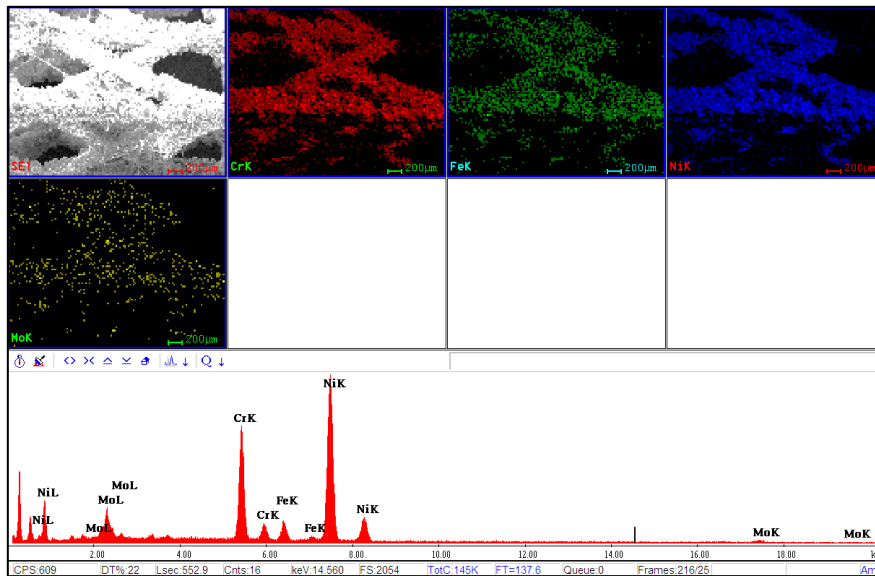 SEI 200µm
CrK 200µm
FeK 200µm
NiK 200µm
MoK 200µm
Q
NiK
CrK
MoL
NiL
MoL
FeK
CrK
NiK
NiL
MoL
FeK
MoK
MoK
2.00 4.00 6.00 8.00 10.00 12.00 14.00 16.00 18.00 k
CPS:609 DT%:22 Lsec:552.9 Cnts:16 keV:14.560 FS:2054 TotC:145K FT=137.6 Queue:0 Frames:216/25 Am